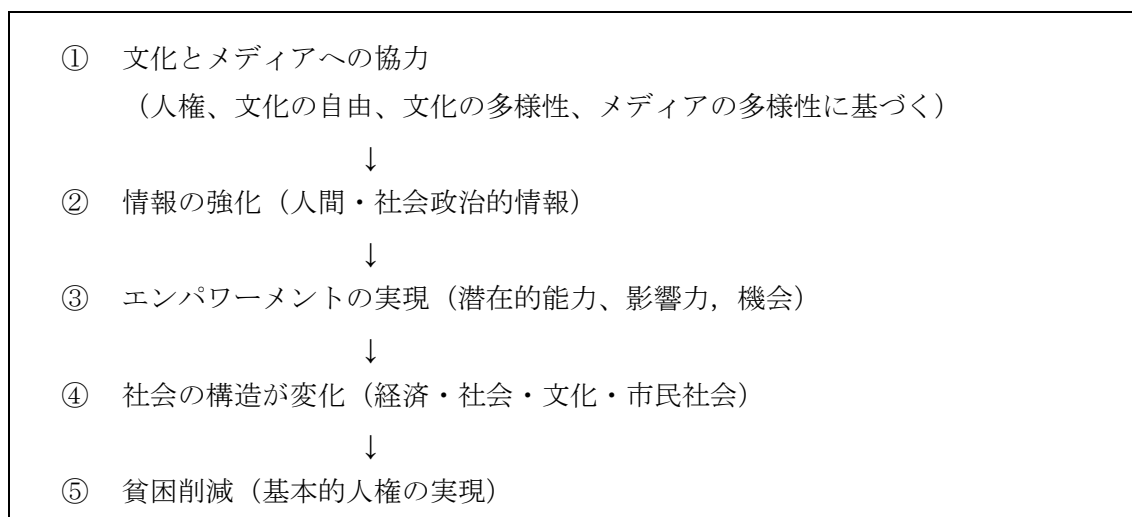 ① 文化とメディアへの協力
（人権、文化の自由、文化の多様性、メディアの多様性に基づく）
↓
② 情報の強化（人間・社会政治的情報）
↓
③ エンパワーメントの実現（潜在的能力、影響力，機会）
↓
④ 社会の構造が変化（経済・社会・文化・市民社会）
↓
⑤ 貧困削減（基本的人権の実現）